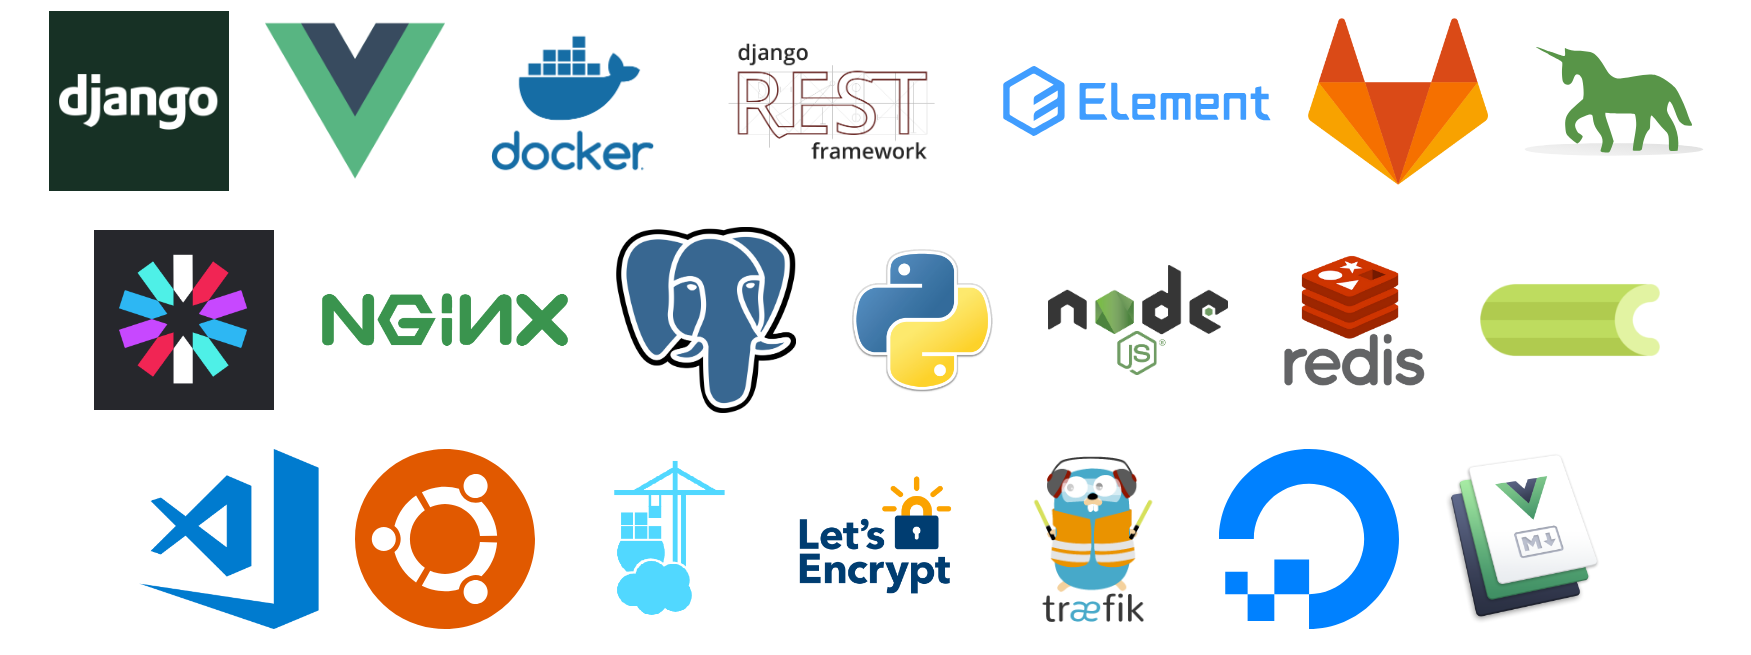 django
docker
django
REST
framework
Element
NGINX
node
JS
redis
Let's
Encrypt
træfik
M